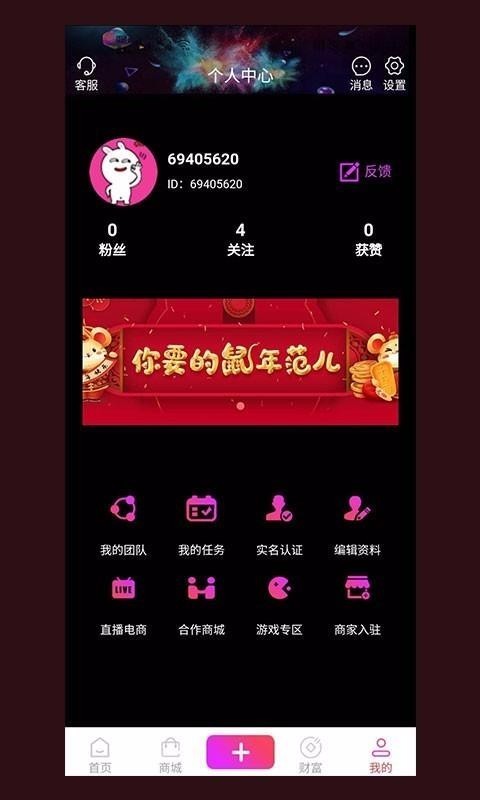 个人中心
客服
消息 设置
69405620
ID：69405620
反馈
0 4 0
粉丝 关注 获赞
你要的鼠年范儿
我的团队 我的任务 实名认证 编辑资料
LIVE
直播电商 合作商城 游戏专区 商家入驻
首页 商城 财富 我的